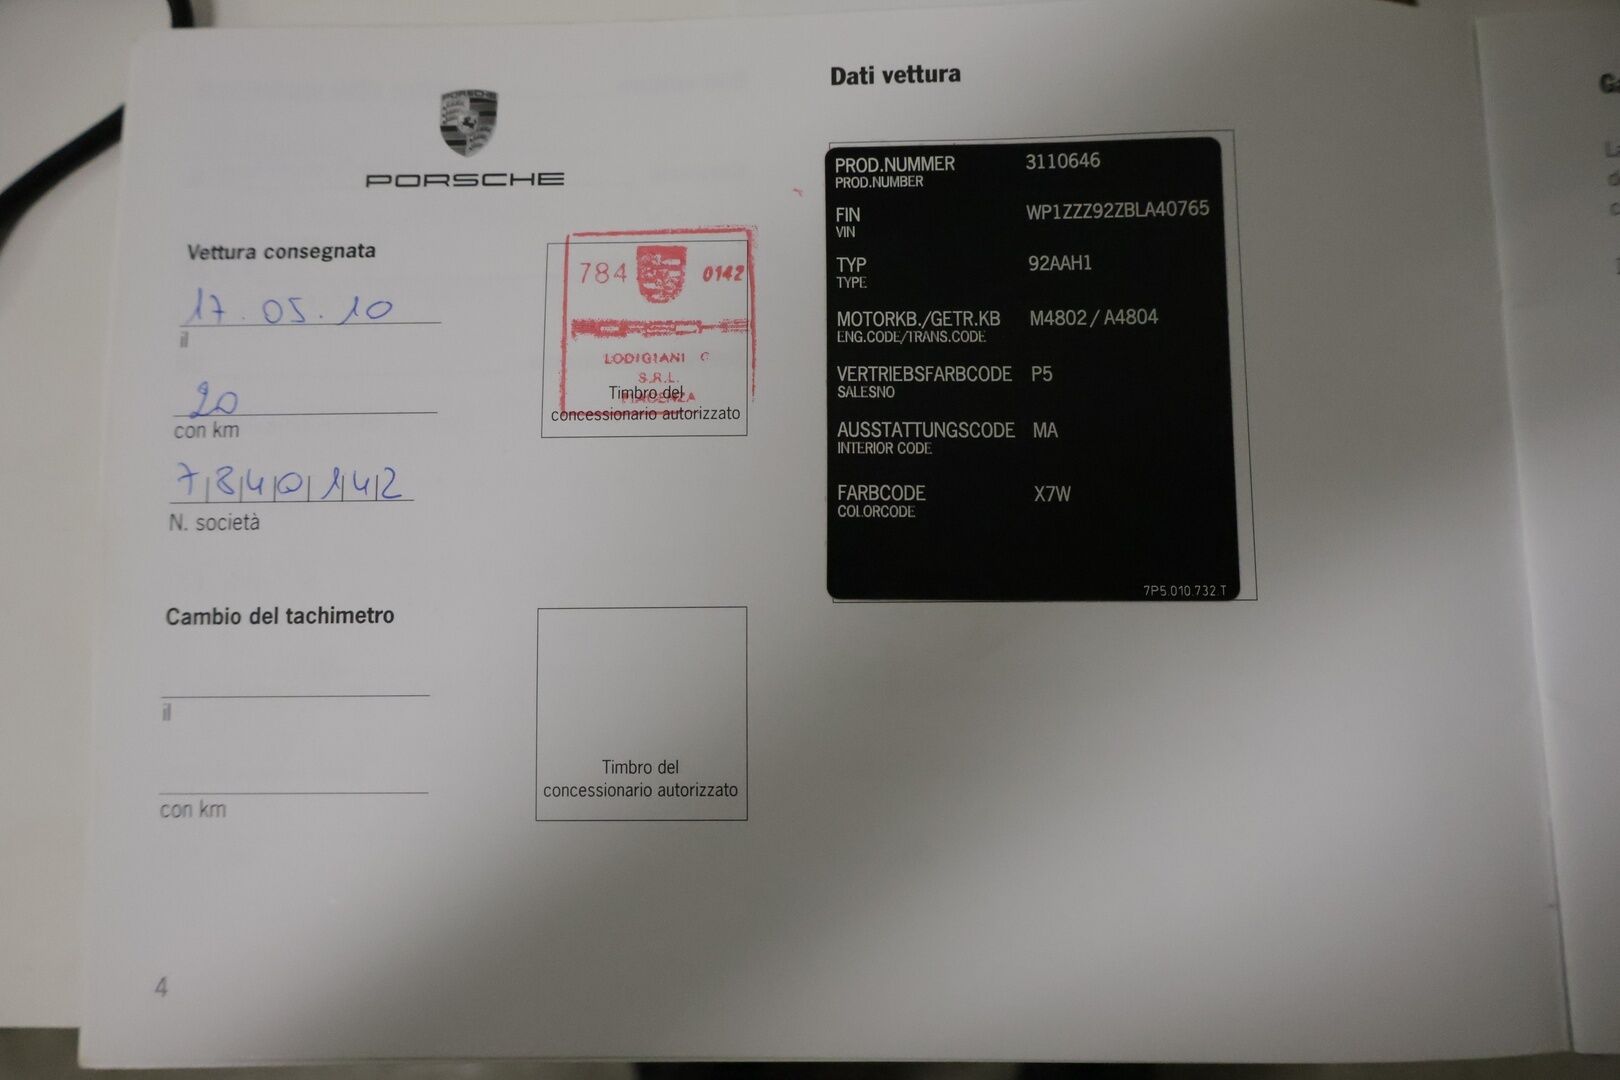 PORSCHE
PORSCHE
Vettura consegnata
17.05.10
il
20
con km
7840142
N. società
784 0142
LODIGIANI C
S.R.L.
PIACENZA
Timbro del
concessionario autorizzato
Cambio del tachimetro
il
con km
Timbro del
concessionario autorizzato
4
Dati vettura
PROD.NUMMER 3110646
PROD.NUMBER
FIN WP1ZZZ92ZBLA40765
VIN
TYP 92AAH1
TYPE
MOTORKB./GETR.KB M4802 / A4804
ENG.CODE/TRANS.CODE
VERTRIEBSFARBCODE P5
SALESNO
AUSSTATTUNGSCODE MA
INTERIOR CODE
FARBCODE X7W
COLORCODE
7P5.010.732.T